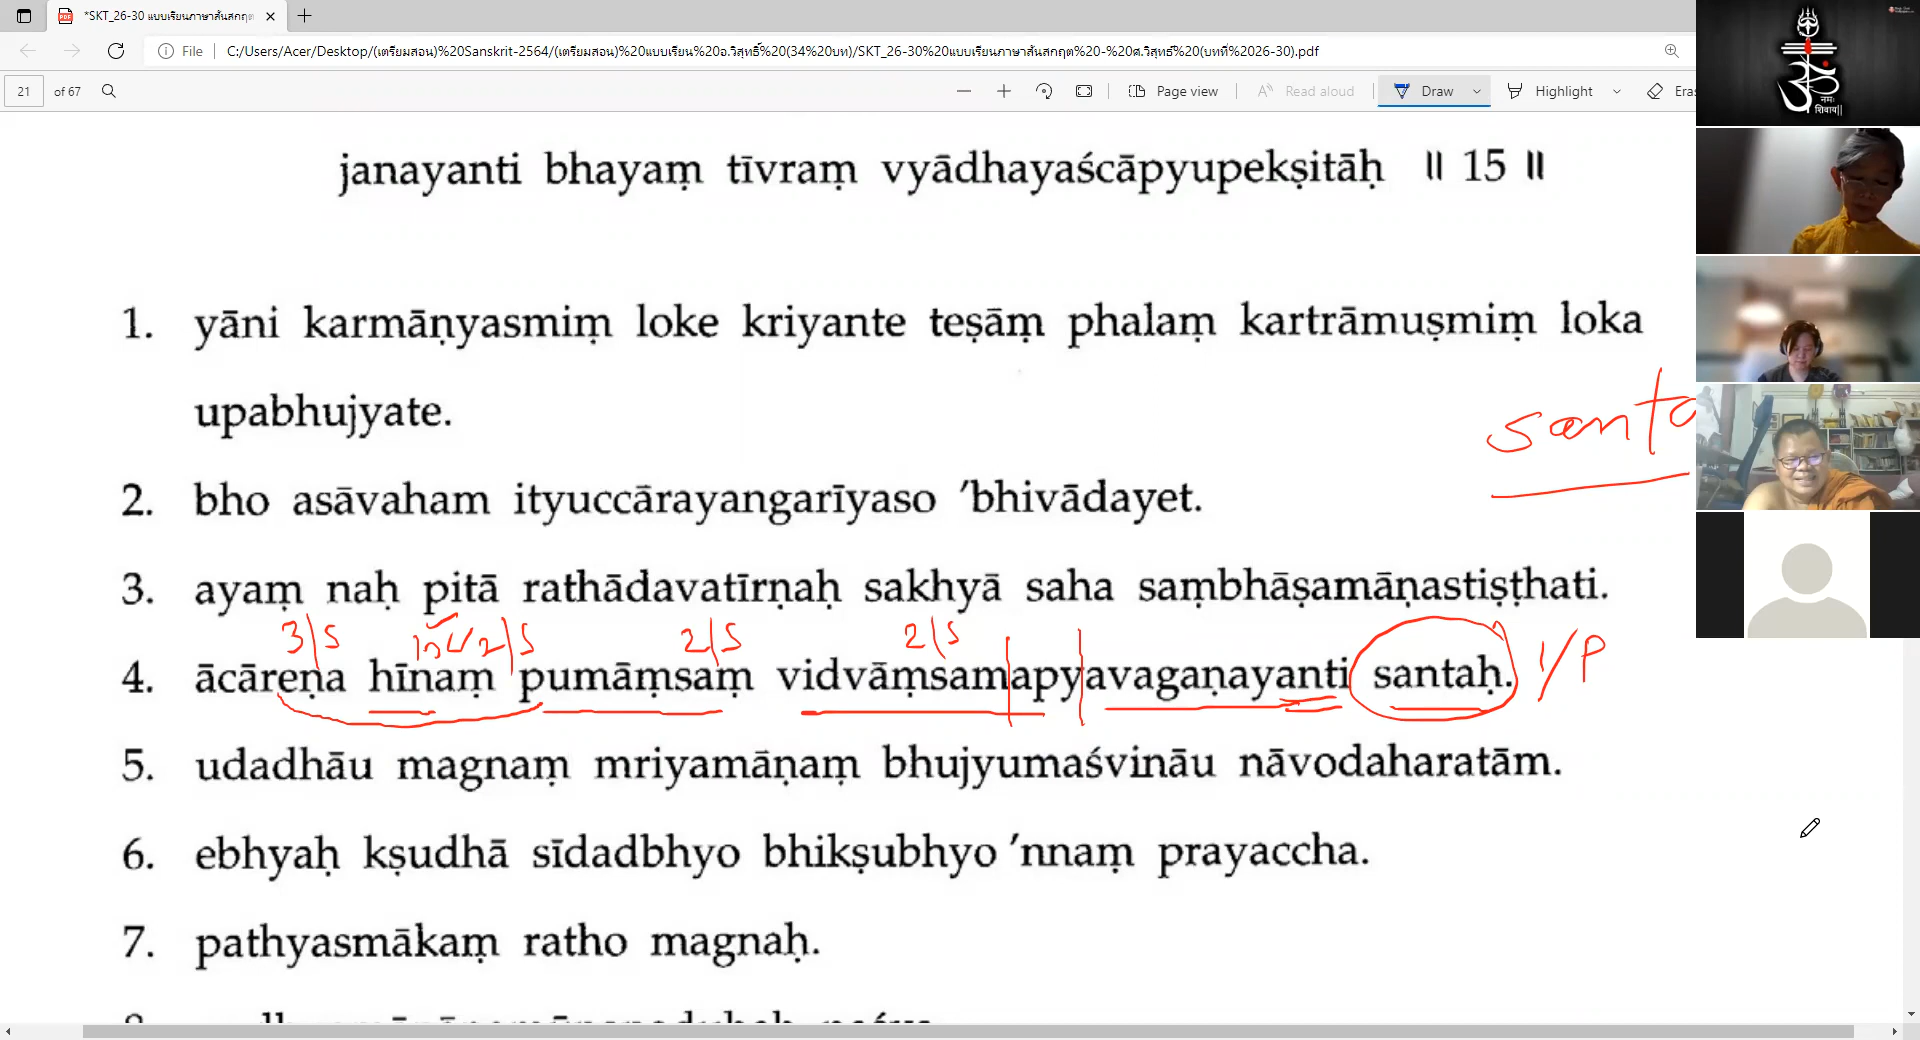 *SKT_26-30 แบบเรียนภาษาสันสกฤต
File C:/Users/Acer/Desktop/(เตรียมสอน)%20Sanskrit-2564/(เตรียมสอน)%20แบบเรียน%20อ.วิสุทธิ์%20(34%20บท)/SKT_26-30%20แบบเรียนภาษาสันสกฤต%20-%20ศ.วิสุทธ์%20(บทที่%2026-30).pdf
21 of 67 Page view Read aloud Draw Highlight Eras
नमः
शिवाय||
janayanti bhayaṃ tīvraṃ vyādhayaścāpyupekṣitāḥ ॥ 15 ॥
1. yāni karmāṇyasmiṃ loke kriyante teṣāṃ phalaṃ kartrāmuṣmiṃ loka
upabhujyate.
santa
2. bho asāvaham ityuccārayangarīyaso ’bhivādayet.
3. ayaṃ naḥ pitā rathādavatīrṇaḥ sakhyā saha saṃbhāṣamāṇastiṣṭhati.
3|S 2|S 2|S 2|S
4. ācāreṇa hīnaṃ pumāṃsaṃ vidvāṃsamapyavagaṇayanti santaḥ. 1/P
5. udadhāu magnaṃ mriyamāṇaṃ bhujyumaśvināu nāvodaharatām.
6. ebhyaḥ kṣudhā sīdadbhyo bhikṣubhyo ’nnaṃ prayaccha.
7. pathyasmākaṃ ratho magnaḥ.